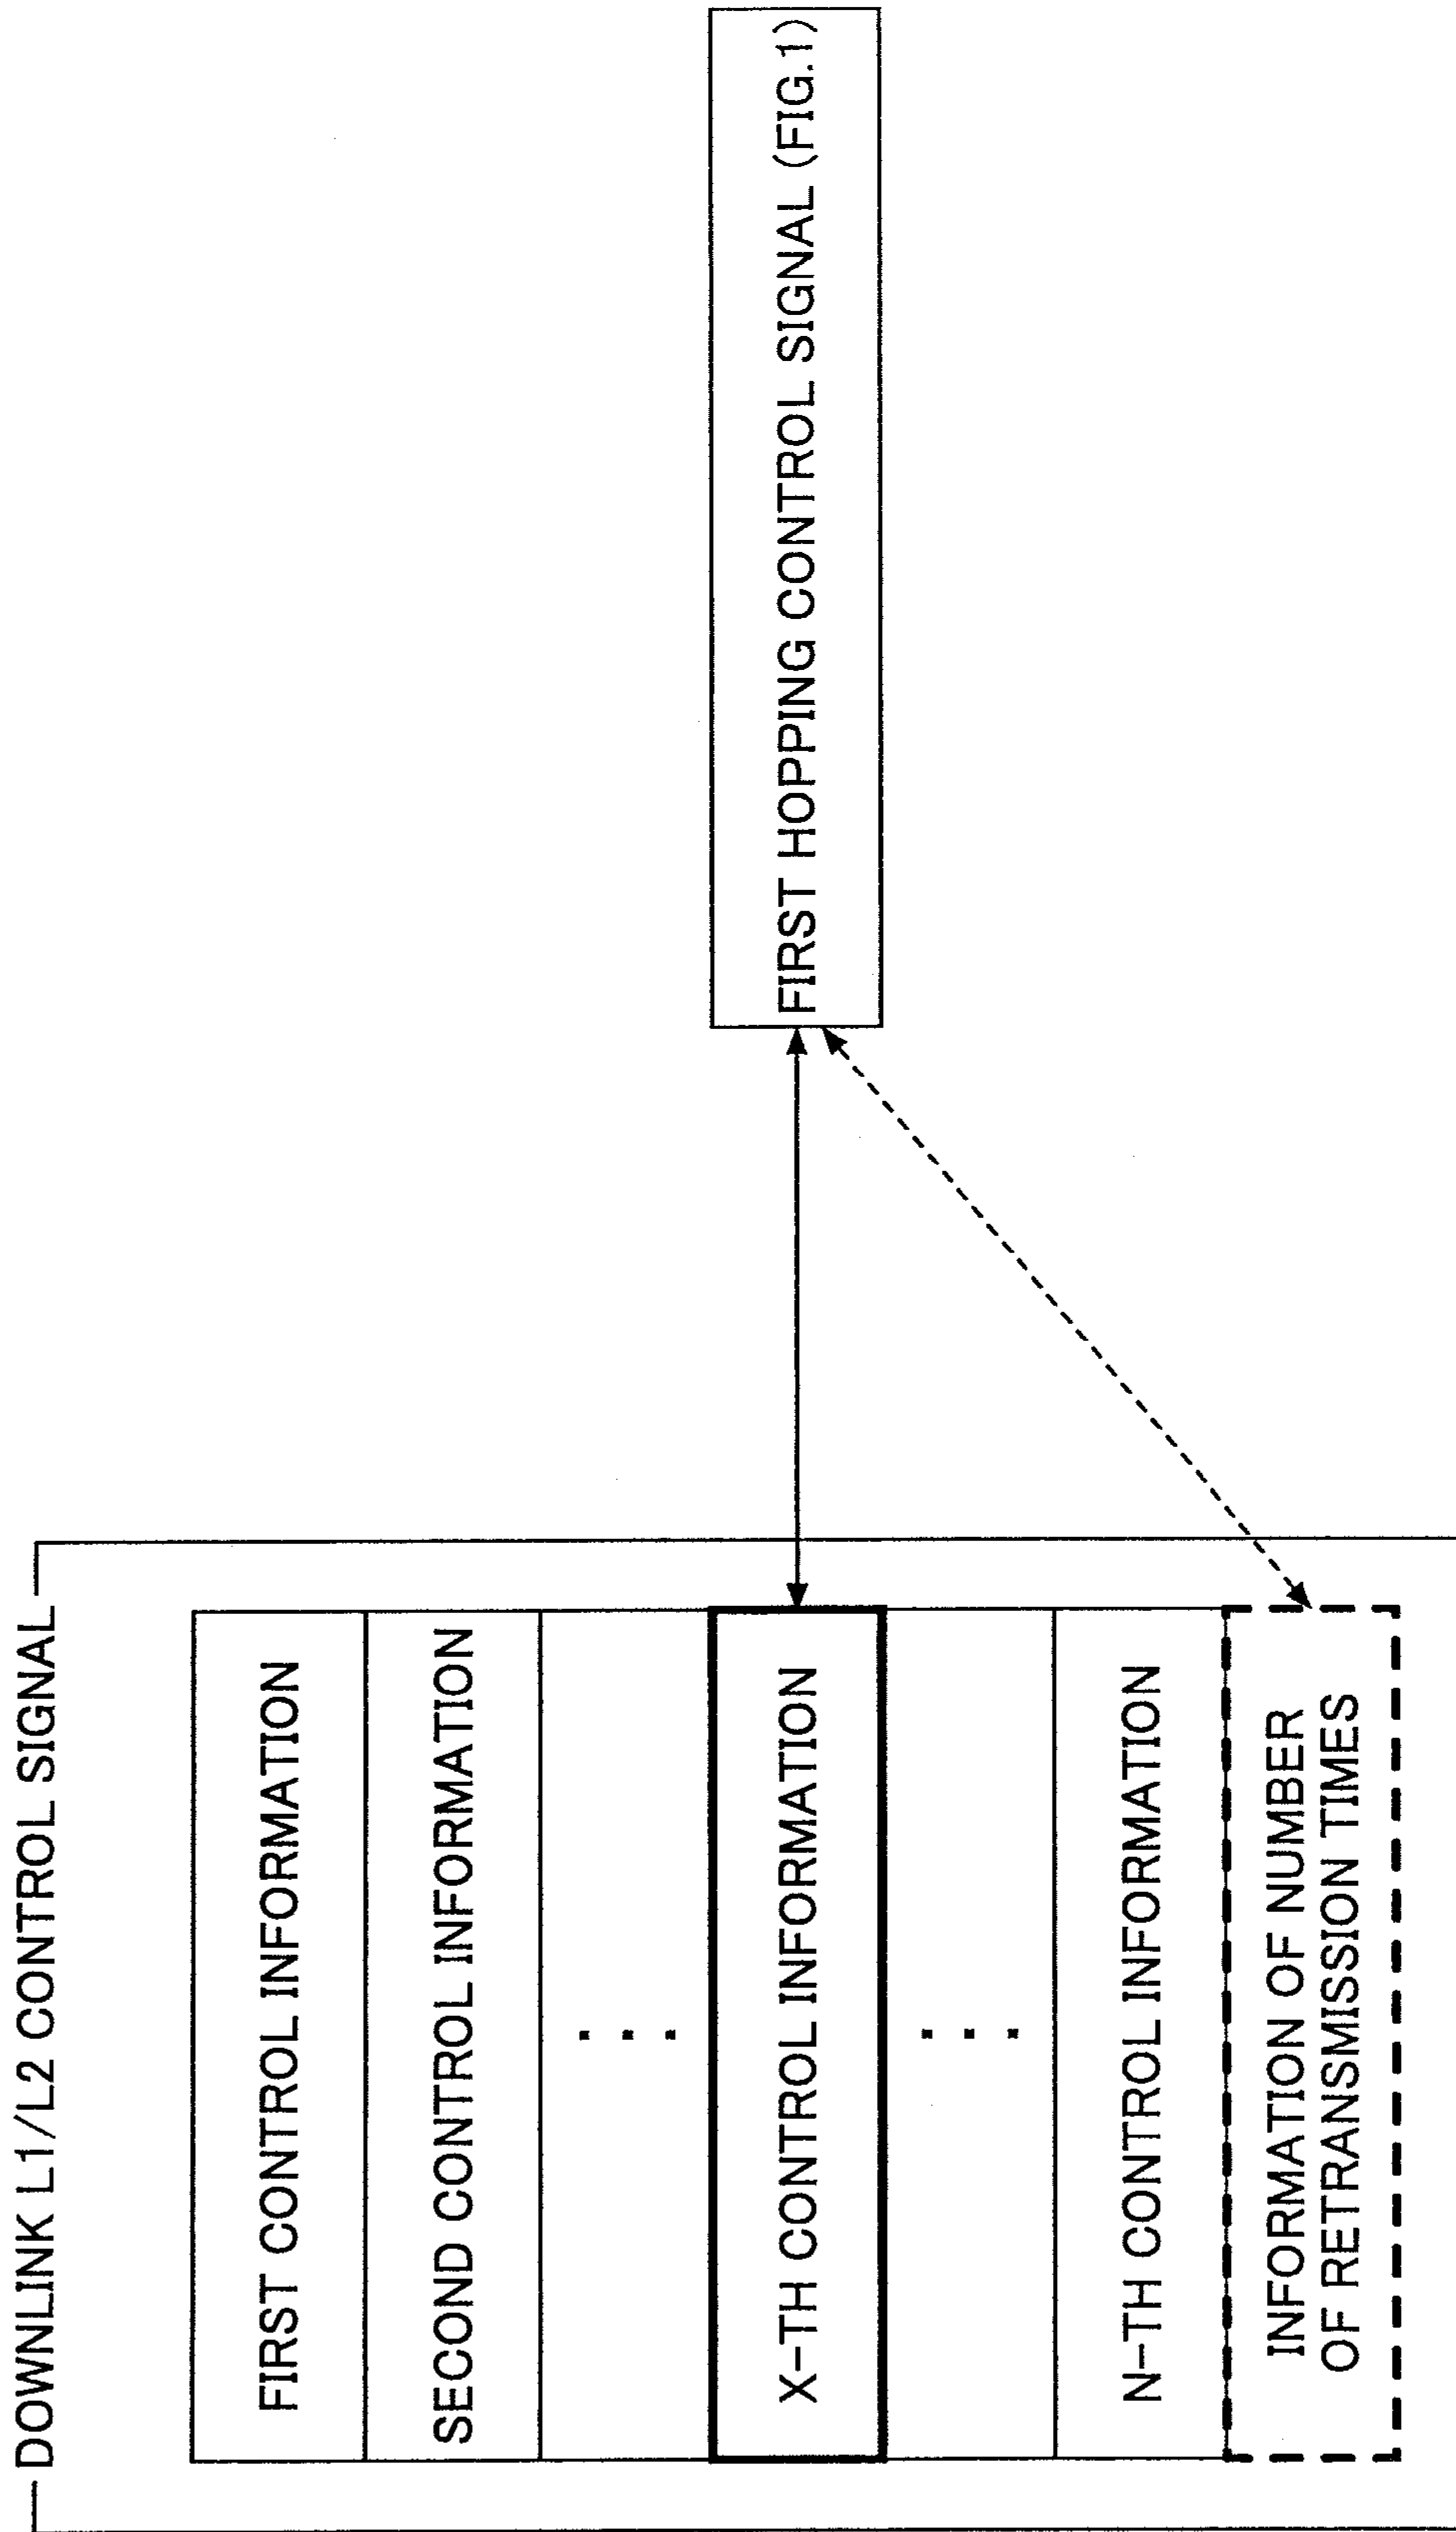 DOWNLINK L1/L2 CONTROL SIGNAL
FIRST CONTROL INFORMATION
SECOND CONTROL INFORMATION
X-TH CONTROL INFORMATION
N-TH CONTROL INFORMATION
INFORMATION OF NUMBER
OF RETRANSMISSION TIMES
FIRST HOPPING CONTROL SIGNAL (FIG.1)